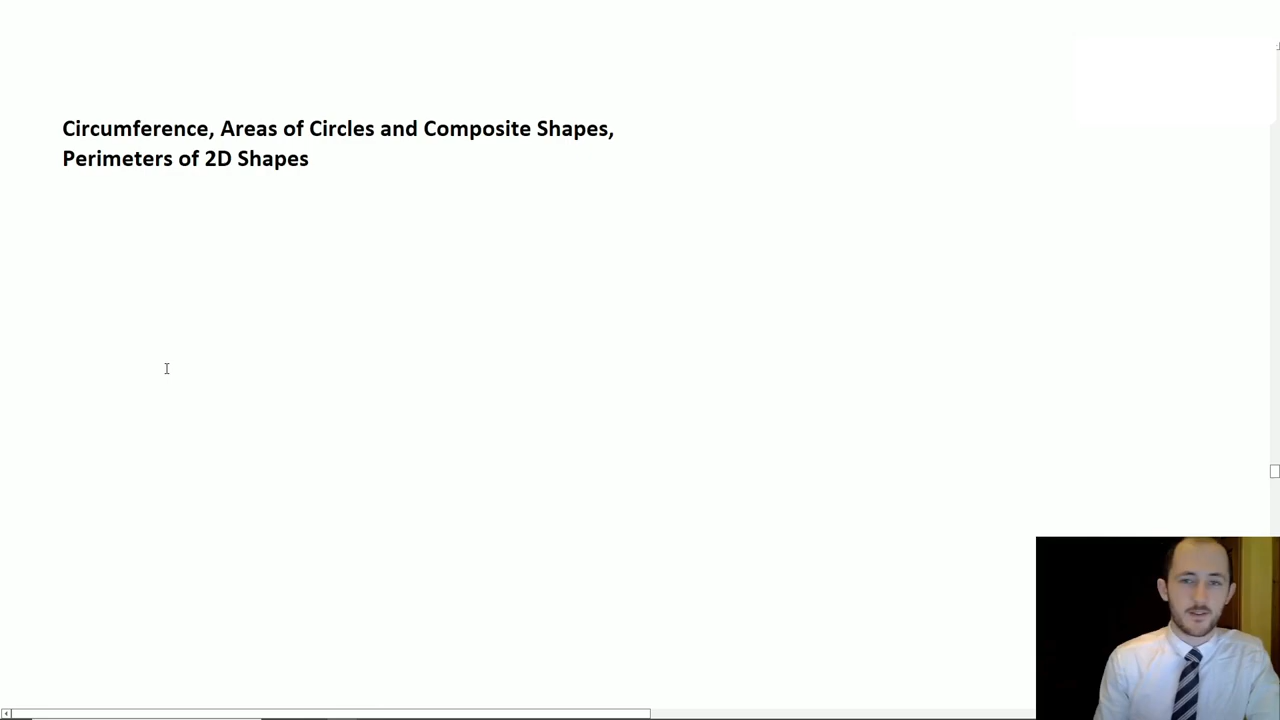 Circumference, Areas of Circles and Composite Shapes,
Perimeters of 2D Shapes